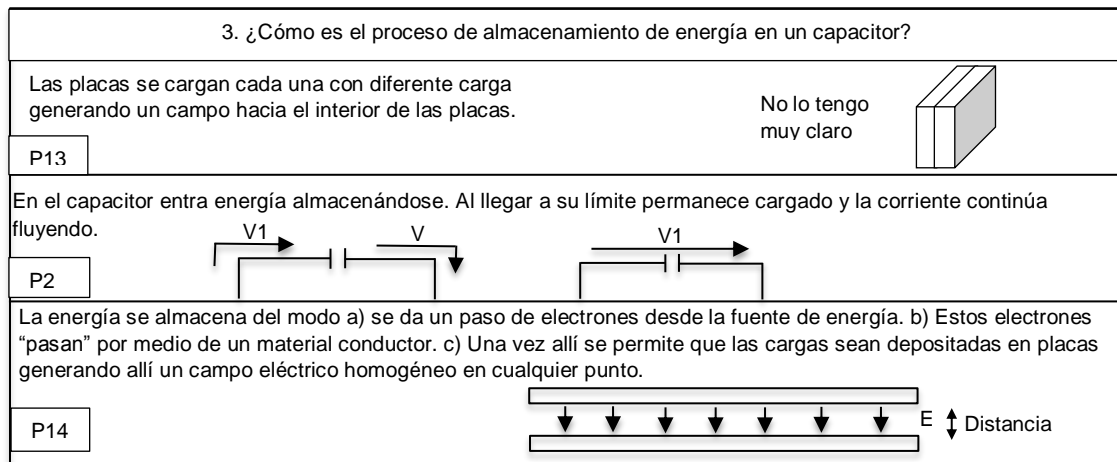 3. ¿Cómo es el proceso de almacenamiento de energía en un capacitor?
Las placas se cargan cada una con diferente carga
generando un campo hacia el interior de las placas.
No lo tengo
muy claro
P13
En el capacitor entra energía almacenándose. Al llegar a su límite permanece cargado y la corriente continúa
fluyendo.
V1
V
V1
P2
La energía se almacena del modo a) se da un paso de electrones desde la fuente de energía. b) Estos electrones
“pasan” por medio de un material conductor. c) Una vez allí se permite que las cargas sean depositadas en placas
generando allí un campo eléctrico homogéneo en cualquier punto.
P14
E
Distancia